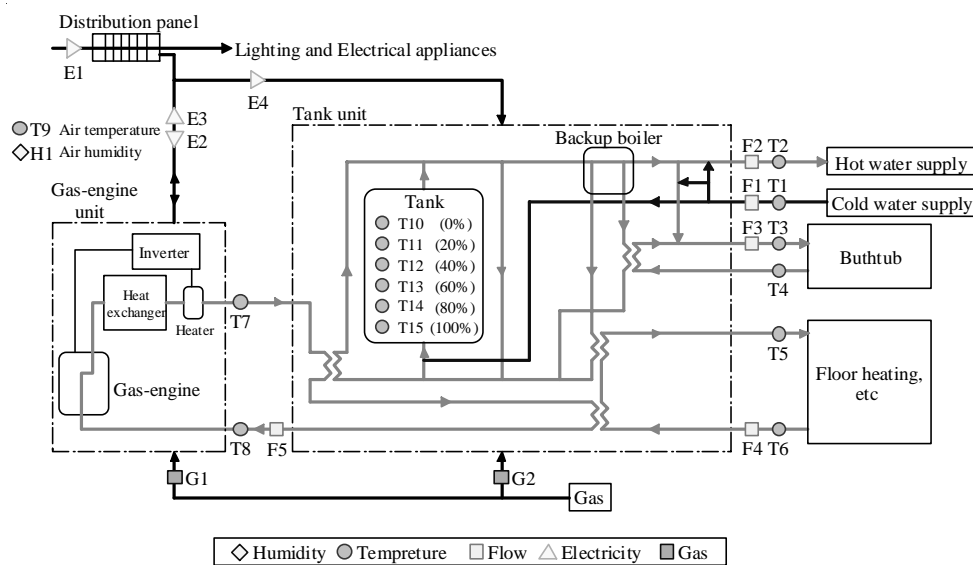 Distribution panel
Lighting and Electrical appliances
E1
E4
E3
E2
T9 Air temperature
H1 Air humidity
Tank unit
Backup boiler
F2 T2
Hot water supply
F1 T1
Cold water supply
Gas-engine
unit
Tank
T10 (0%)
T11 (20%)
T12 (40%)
T13 (60%)
T14 (80%)
T15 (100%)
F3 T3
Buthtub
T4
Inverter
Heat
exchanger
Heater
T7
T5
Floor heating,
etc
Gas-engine
T8 F5
F4 T6
G1
G2
Gas
Humidity Tempreture Flow Electricity Gas